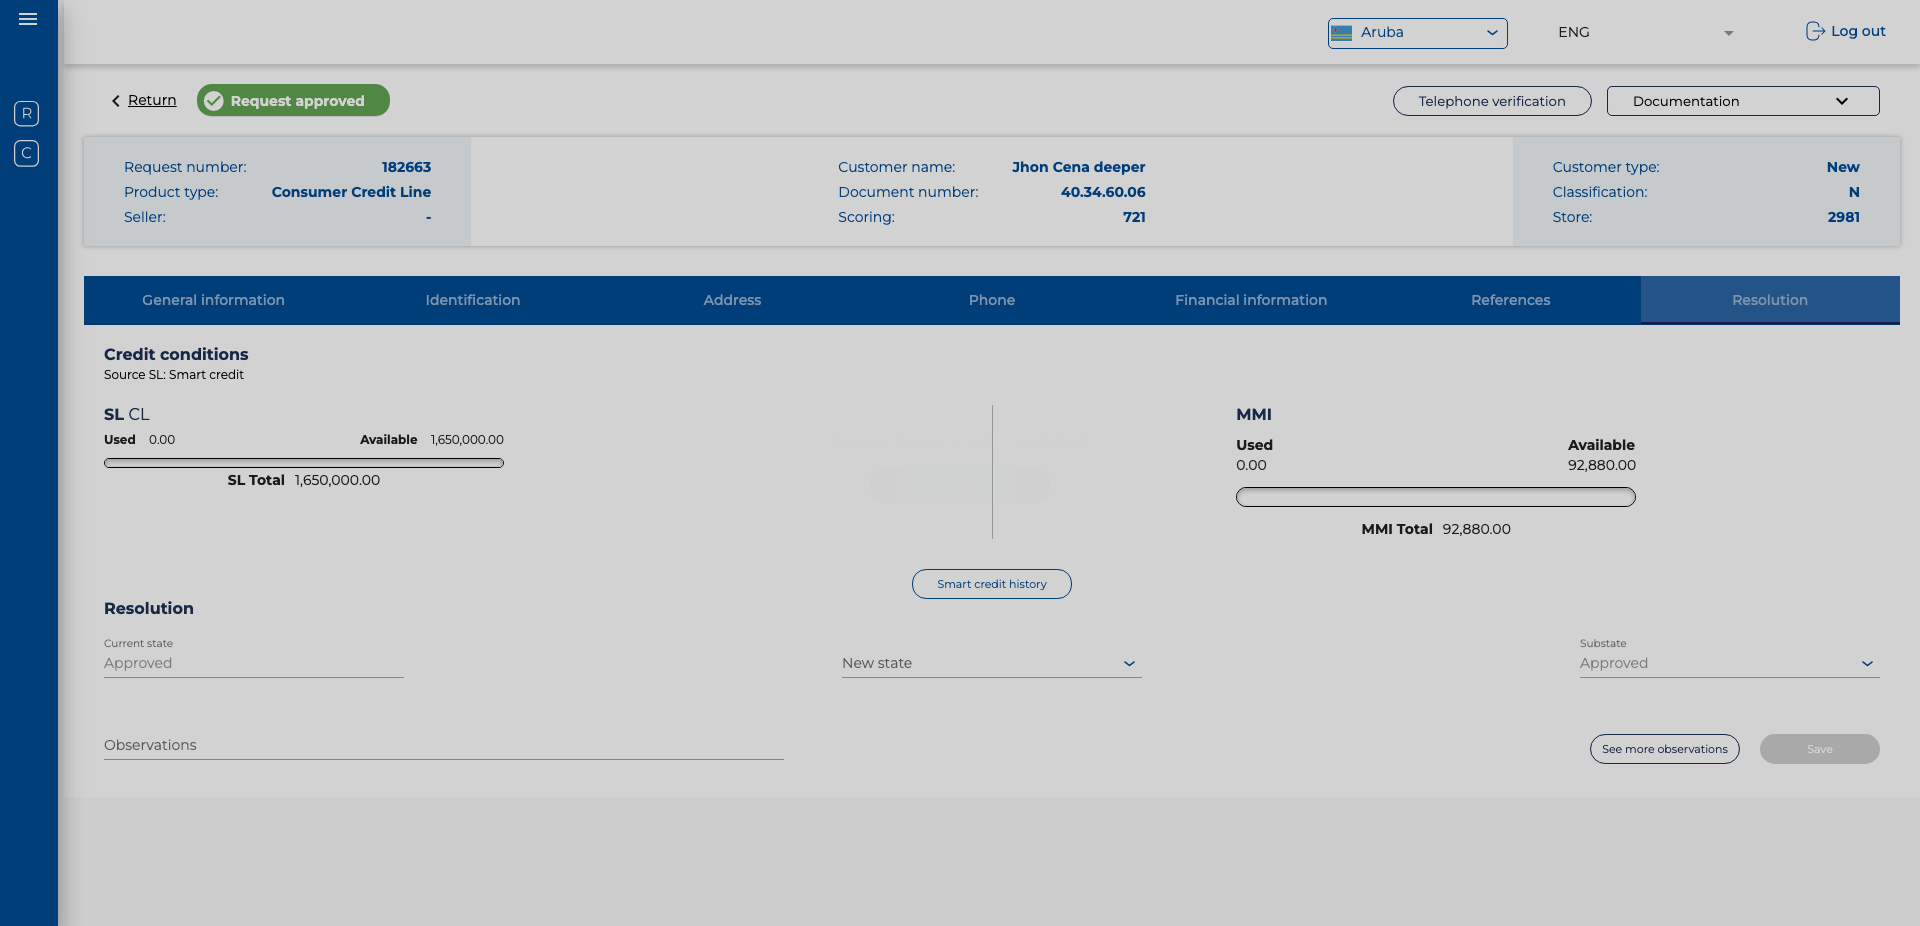 Aruba
ENG
Log out
R
C
Return
Request approved
Telephone verification
Documentation
Request number: 182663
Product type: Consumer Credit Line
Seller: -
Customer name: Jhon Cena deeper
Document number: 40.34.60.06
Scoring: 721
Customer type: New
Classification: N
Store: 2981
General information
Identification
Address
Phone
Financial information
References
Resolution
Credit conditions
Source SL: Smart credit
SL CL
Used 0.00 Available 1,650,000.00
SL Total 1,650,000.00
MMI
Used Available
0.00 92,880.00
MMI Total 92,880.00
Smart credit history
Resolution
Current state
Approved
New state
Substate
Approved
Observations
See more observations
Save